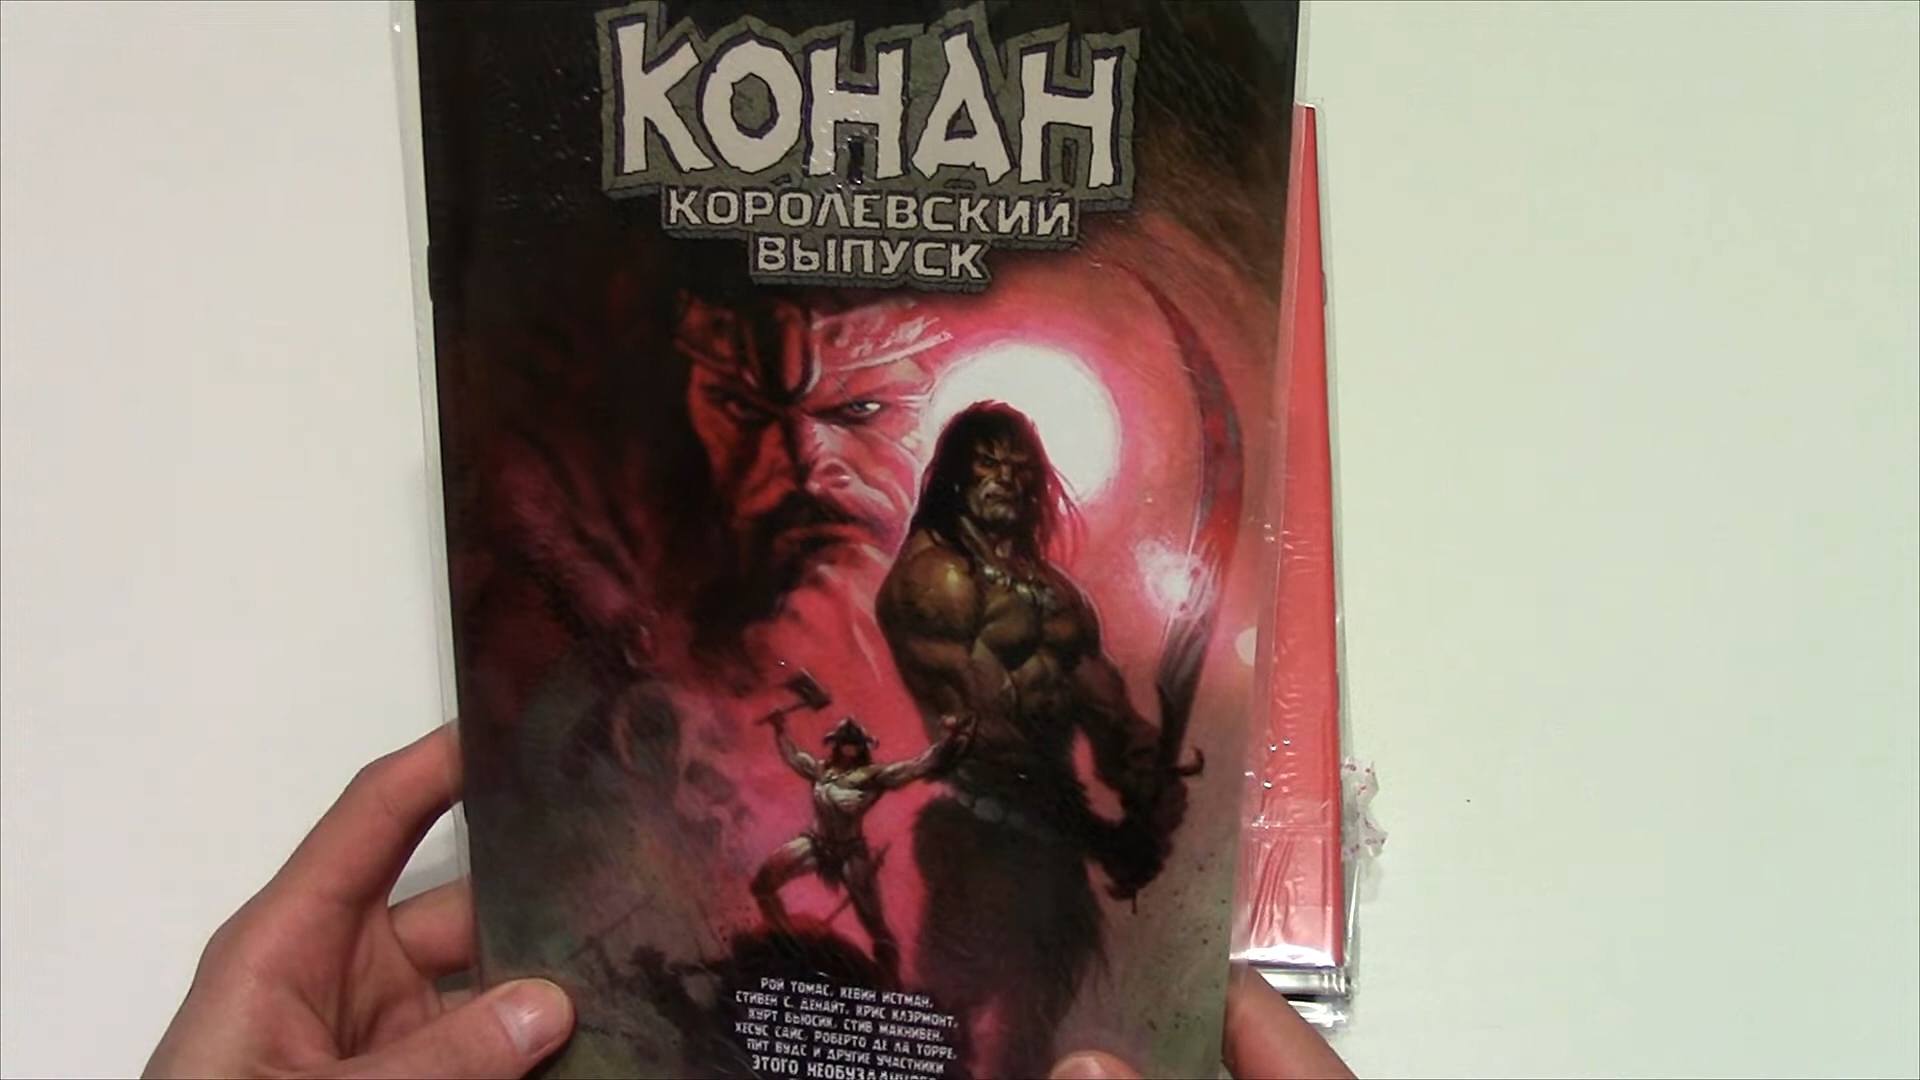 КОНАН
КОРОЛЕВСКИЙ
ВЫПУСК
РОЙ ТОМАС, КЕВИН ИСТМАН,
СТИВЕН С. ДЕНАЙТ, КРИС КЛЭРМОНТ,
КУРТ БЬЮСИК, СТИВ МАКНИВЕН,
ХЕСУС САИС, РОБЕРТО ДЕ ЛА ТОРРЕ,
ПИТ ВУДС И ДРУГИЕ УЧАСТНИКИ
ЭТОГО